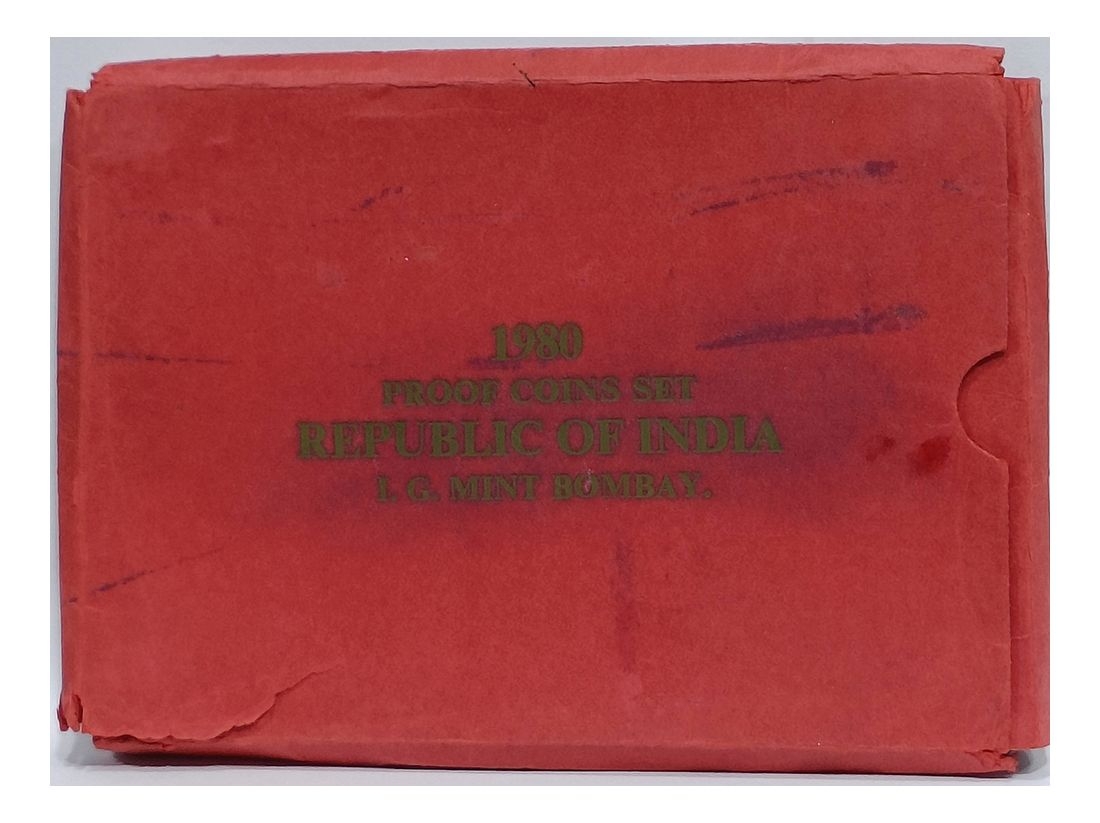 1980
PROOF COINS SET
REPUBLIC OF INDIA
I. G. MINT BOMBAY.